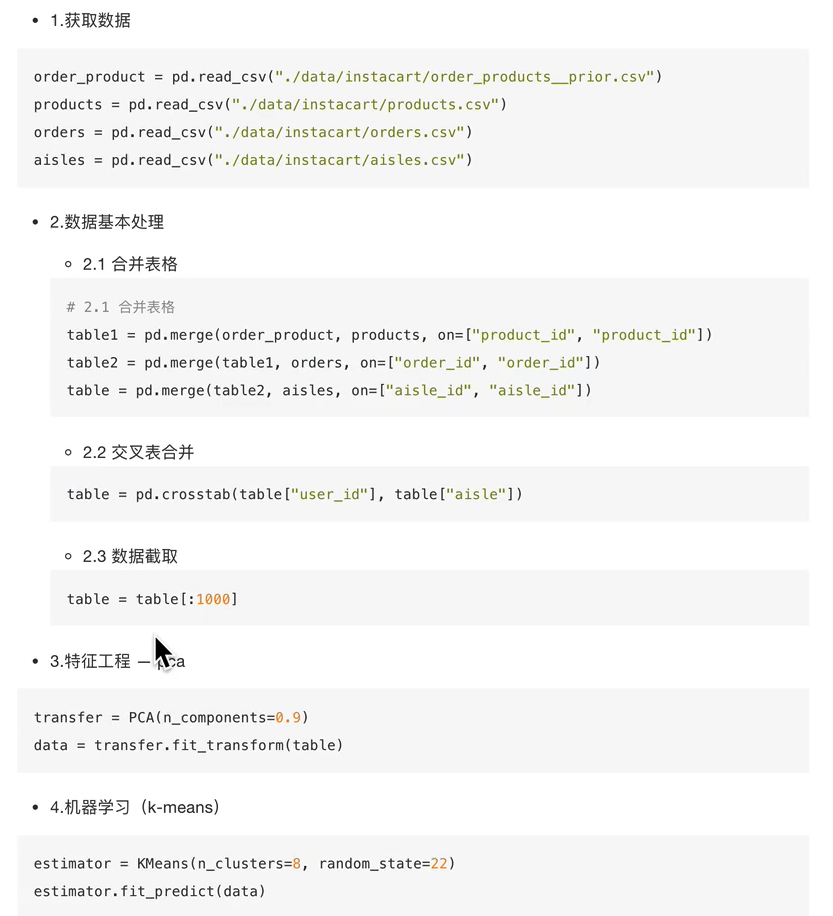 1.获取数据
order_product = pd.read_csv("./data/instacart/order_products__prior.csv")
products = pd.read_csv("./data/instacart/products.csv")
orders = pd.read_csv("./data/instacart/orders.csv")
aisles = pd.read_csv("./data/instacart/aisles.csv")
2.数据基本处理
2.1 合并表格
# 2.1 合并表格
table1 = pd.merge(order_product, products, on=["product_id", "product_id"])
table2 = pd.merge(table1, orders, on=["order_id", "order_id"])
table = pd.merge(table2, aisles, on=["aisle_id", "aisle_id"])
2.2 交叉表合并
table = pd.crosstab(table["user_id"], table["aisle"])
2.3 数据截取
table = table[:1000]
3.特征工程 — pca
transfer = PCA(n_components=0.9)
data = transfer.fit_transform(table)
4.机器学习（k-means）
estimator = KMeans(n_clusters=8, random_state=22)
estimator.fit_predict(data)